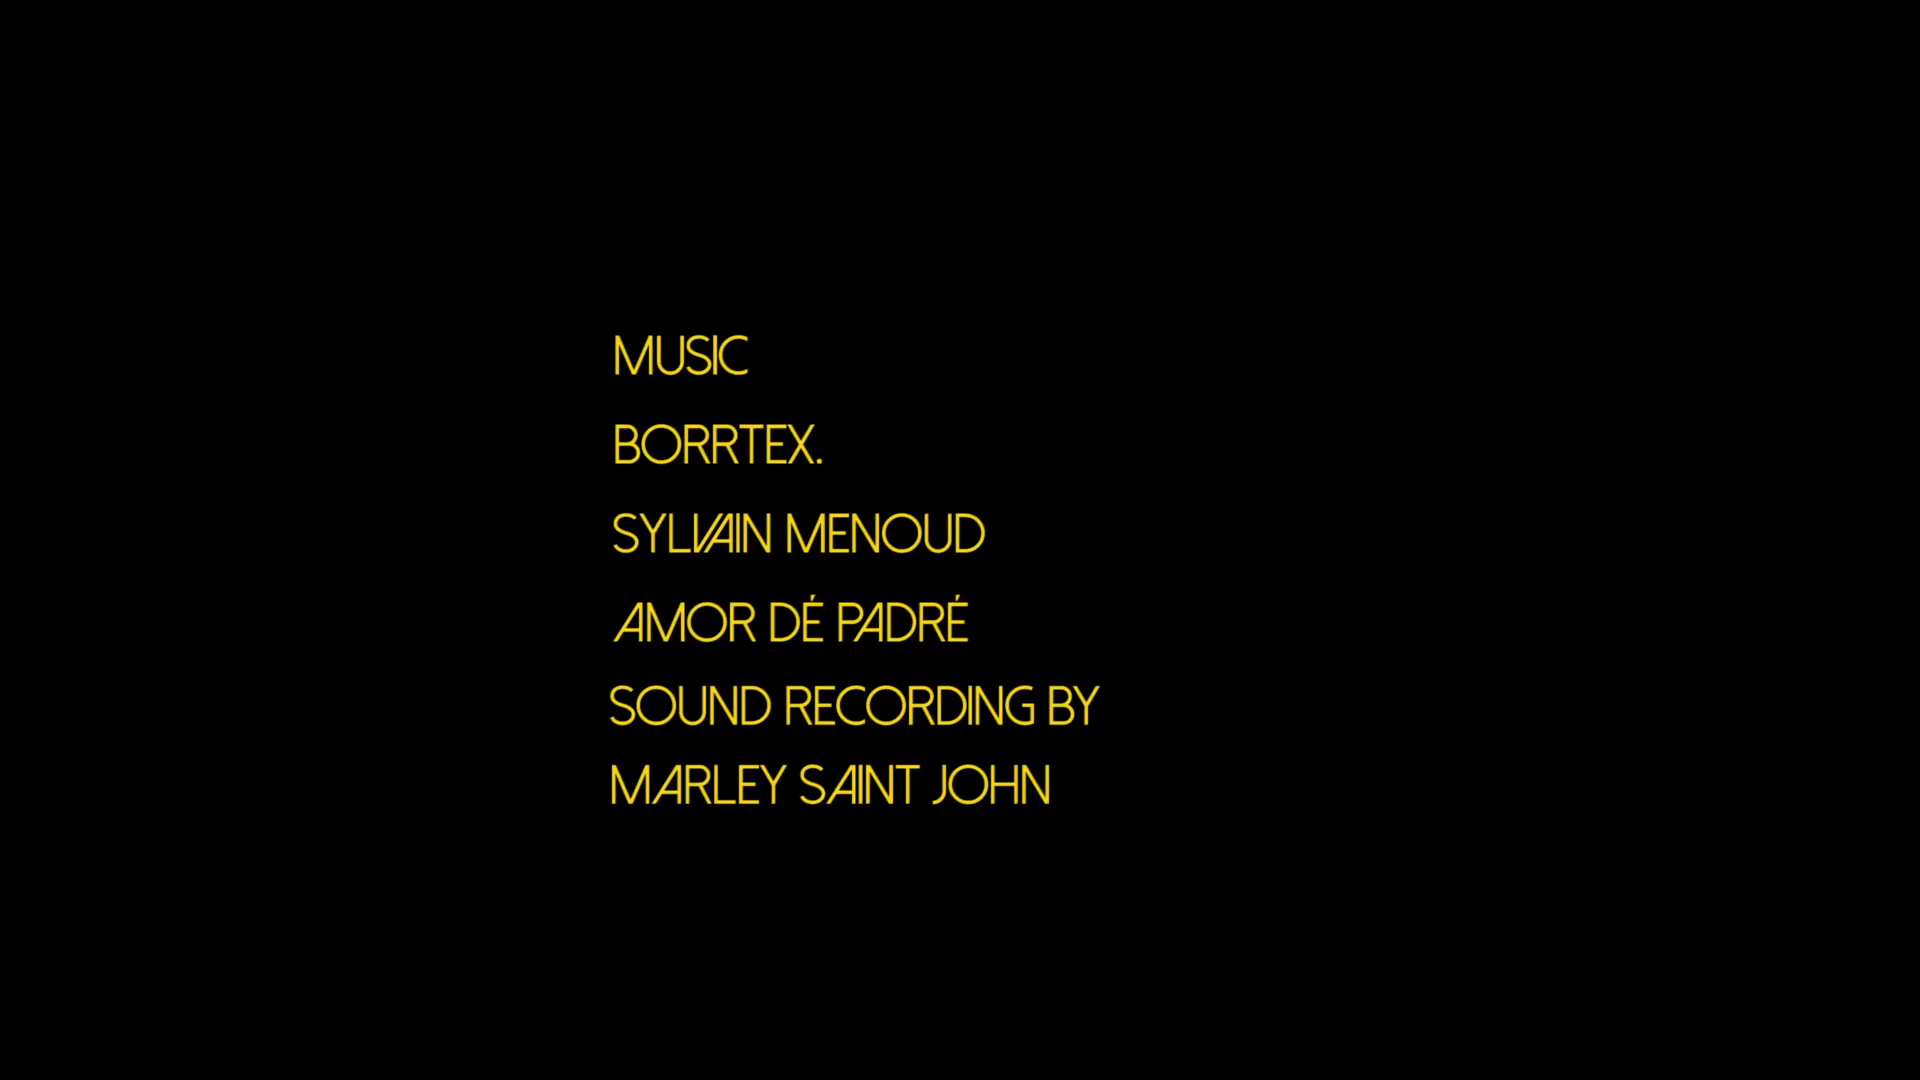 MUSIC
BORRTEX.
SYLVAIN MENOUD
AMOR DÉ PADRÉ
SOUND RECORDING BY
MARLEY SAINT JOHN